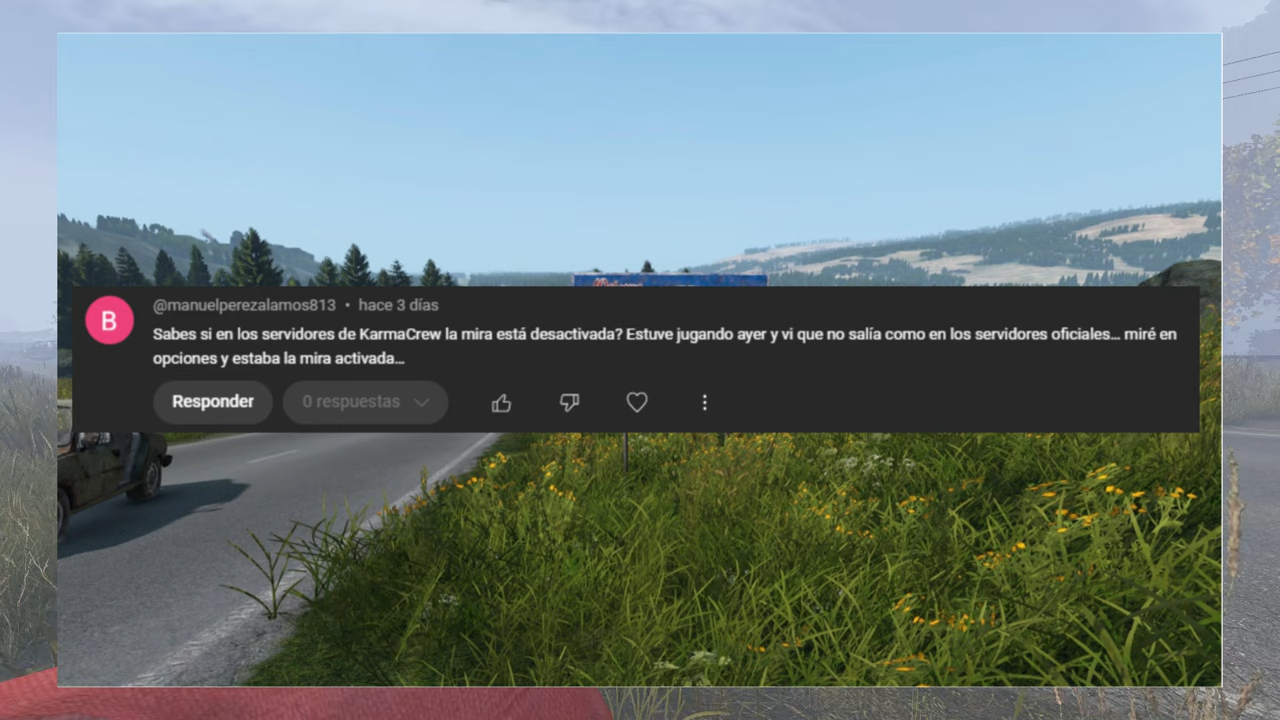 B
@manuelperezalamos813 • hace 3 días
Sabes si en los servidores de KarmaCrew la mira está desactivada? Estuve jugando ayer y vi que no salía como en los servidores oficiales... miré en
opciones y estaba la mira activada...
Responder
0 respuestas